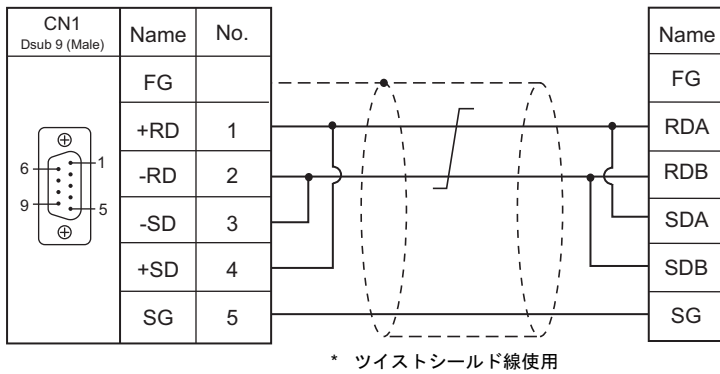 CN1
Dsub 9 (Male)
Name No.
FG
+RD 1
-RD 2
-SD 3
+SD 4
SG 5
6
1
9
5
Name
FG
RDA
RDB
SDA
SDB
SG
* ツイストシールド線使用